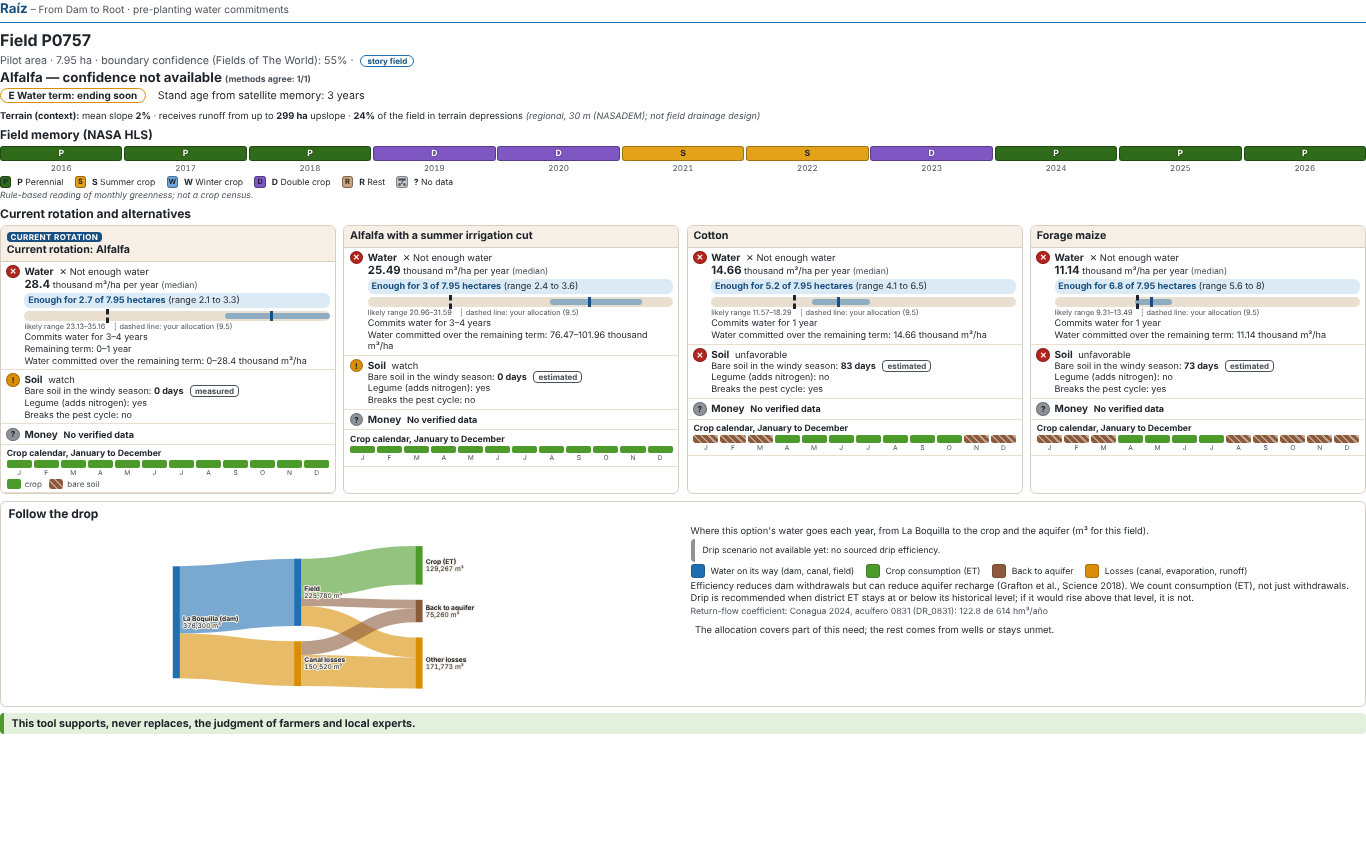 Raíz – From Dam to Root · pre-planting water commitments
Field P0757
Pilot area · 7.95 ha · boundary confidence (Fields of The World): 55% · story field
Alfalfa — confidence not available (methods agree: 1/1)
E Water term: ending soon Stand age from satellite memory: 3 years
Terrain (context): mean slope 2% · receives runoff from up to 299 ha upslope · 24% of the field in terrain depressions (regional, 30 m (NASADEM); not field drainage design)
Field memory (NASA HLS)
P P P D D S S D P P P
2016 2017 2018 2019 2020 2021 2022 2023 2024 2025 2026
P P Perennial S S Summer crop W W Winter crop D D Double crop R R Rest ? ? No data
Rule-based reading of monthly greenness; not a crop census.
Current rotation and alternatives
CURRENT ROTATION
Current rotation: Alfalfa
✕ Water ✕ Not enough water
28.4 thousand m³/ha per year (median)
Enough for 2.7 of 7.95 hectares (range 2.1 to 3.3)
likely range 23.13–35.16 ┆ dashed line: your allocation (9.5)
Commits water for 3–4 years
Remaining term: 0–1 year
Water committed over the remaining term: 0–28.4 thousand m³/ha
! Soil watch
Bare soil in the windy season: 0 days measured
Legume (adds nitrogen): yes
Breaks the pest cycle: no
? Money No verified data
Crop calendar, January to December
J F M A M J J A S O N D
crop bare soil
Alfalfa with a summer irrigation cut
✕ Water ✕ Not enough water
25.49 thousand m³/ha per year (median)
Enough for 3 of 7.95 hectares (range 2.4 to 3.6)
likely range 20.96–31.59 ┆ dashed line: your allocation (9.5)
Commits water for 3–4 years
Water committed over the remaining term: 76.47–101.96 thousand
m³/ha
! Soil watch
Bare soil in the windy season: 0 days estimated
Legume (adds nitrogen): yes
Breaks the pest cycle: no
? Money No verified data
Crop calendar, January to December
J F M A M J J A S O N D
Cotton
✕ Water ✕ Not enough water
14.66 thousand m³/ha per year (median)
Enough for 5.2 of 7.95 hectares (range 4.1 to 6.5)
likely range 11.57–18.29 ┆ dashed line: your allocation (9.5)
Commits water for 1 year
Water committed over the remaining term: 14.66 thousand m³/ha
✕ Soil unfavorable
Bare soil in the windy season: 83 days estimated
Legume (adds nitrogen): no
Breaks the pest cycle: yes
? Money No verified data
Crop calendar, January to December
J F M A M J J A S O N D
Forage maize
✕ Water ✕ Not enough water
11.14 thousand m³/ha per year (median)
Enough for 6.8 of 7.95 hectares (range 5.6 to 8)
likely range 9.31–13.49 ┆ dashed line: your allocation (9.5)
Commits water for 1 year
Water committed over the remaining term: 11.14 thousand m³/ha
✕ Soil unfavorable
Bare soil in the windy season: 73 days estimated
Legume (adds nitrogen): no
Breaks the pest cycle: yes
? Money No verified data
Crop calendar, January to December
J F M A M J J A S O N D
Follow the drop
La Boquilla (dam)
376,300 m³
Field
225,780 m³
Canal losses
150,520 m³
Crop (ET)
129,267 m³
Back to aquifer
75,260 m³
Other losses
171,773 m³
Where this option's water goes each year, from La Boquilla to the crop and the aquifer (m³ for this field).
Drip scenario not available yet: no sourced drip efficiency.
Water on its way (dam, canal, field) Crop consumption (ET) Back to aquifer Losses (canal, evaporation, runoff)
Efficiency reduces dam withdrawals but can reduce aquifer recharge (Grafton et al., Science 2018). We count consumption (ET), not just withdrawals.
Drip is recommended when district ET stays at or below its historical level; if it would rise above that level, it is not.
Return-flow coefficient: Conagua 2024, acuífero 0831 (DR_0831): 122.8 de 614 hm³/año
The allocation covers part of this need; the rest comes from wells or stays unmet.
This tool supports, never replaces, the judgment of farmers and local experts.